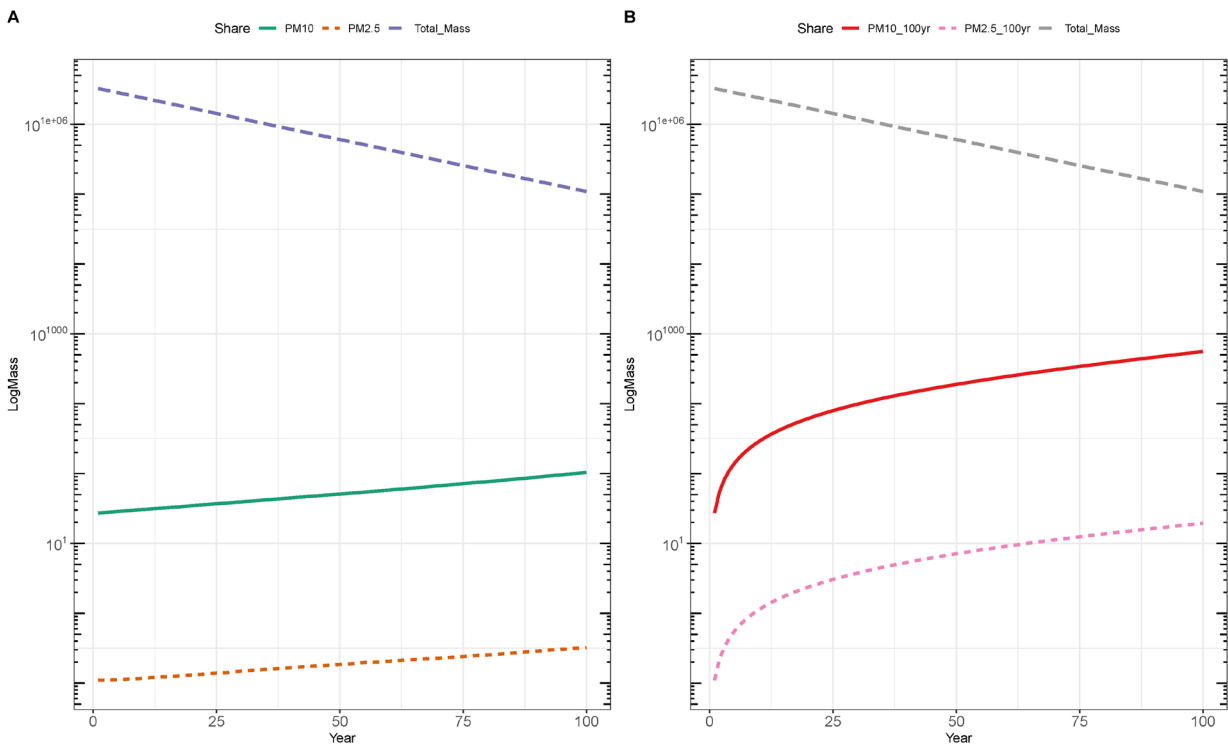 A
Share PM10 PM2.5 Total_Mass
10^1e+06
10^1000
10^1
LogMass
0 25 50 75 100
Year
B
Share PM10_100yr PM2.5_100yr Total_Mass
10^1e+06
10^1000
10^1
LogMass
0 25 50 75 100
Year